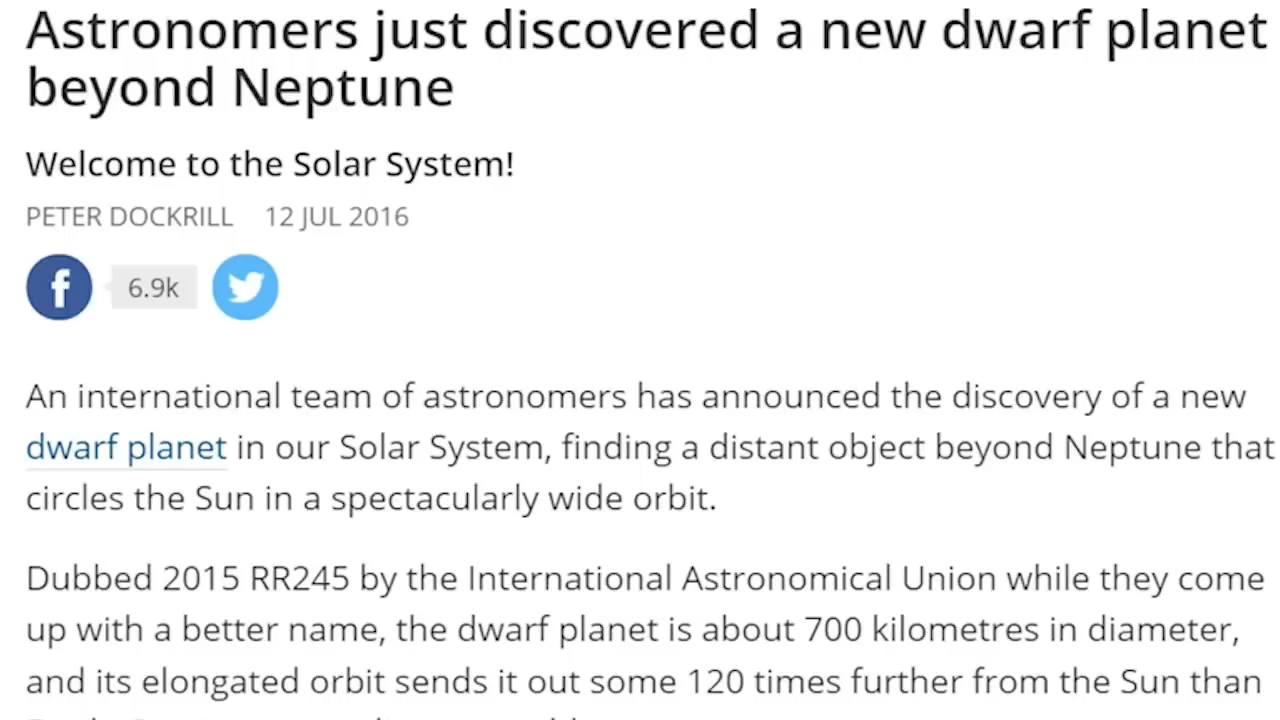 Astronomers just discovered a new dwarf planet
beyond Neptune
Welcome to the Solar System!
PETER DOCKRILL 12 JUL 2016
f 6.9k
An international team of astronomers has announced the discovery of a new
dwarf planet in our Solar System, finding a distant object beyond Neptune that
circles the Sun in a spectacularly wide orbit.
Dubbed 2015 RR245 by the International Astronomical Union while they come
up with a better name, the dwarf planet is about 700 kilometres in diameter,
and its elongated orbit sends it out some 120 times further from the Sun than